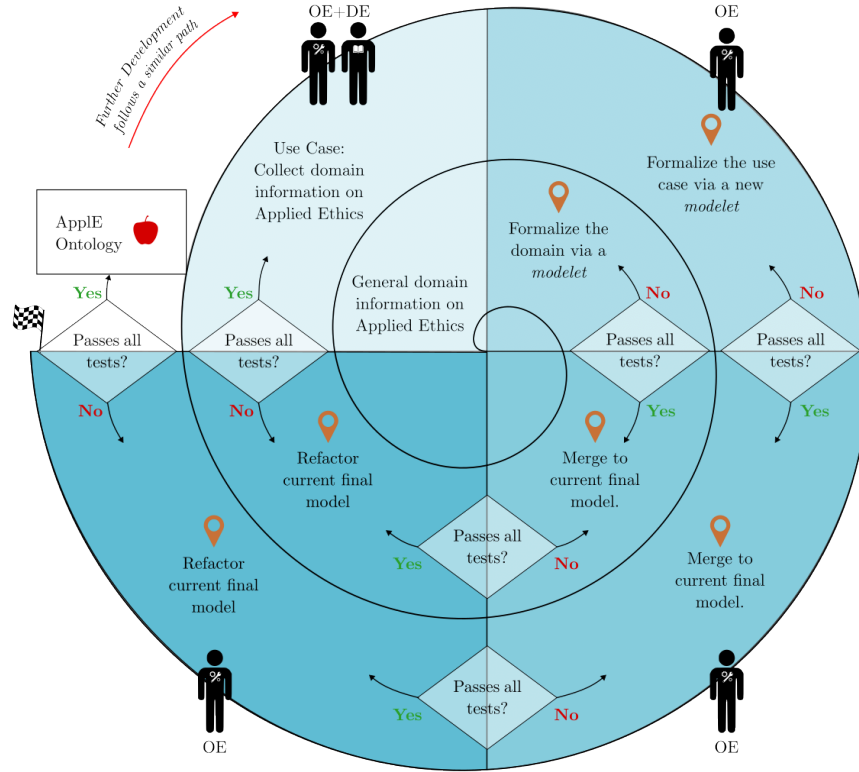 OE+DE
OE
Further Development
follows a similar path
Use Case:
Collect domain
information on
Applied Ethics
Formalize the use
case via a new
modelet
Formalize the
domain via a
modelet
ApplE
Ontology
General domain
information on
Applied Ethics
Yes
Yes
No
No
Passes all
tests?
Passes all
tests?
Passes all
tests?
Passes all
tests?
No
No
Yes
Yes
Refactor
current final
model
Merge to
current final
model.
Passes all
tests?
Yes
No
Refactor
current final
model
Merge to
current final
model.
Passes all
tests?
Yes
No
OE
OE